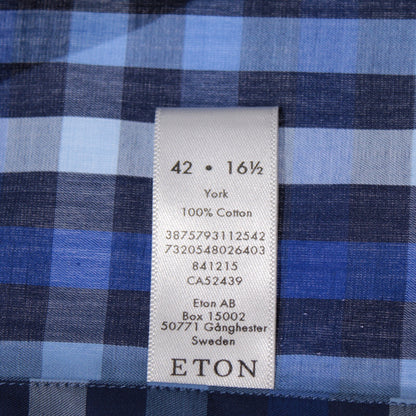 42 • 16½
York
100% Cotton
3875793112542
7320548026403
841215
CA52439
Eton AB
Box 15002
50771 Gånghester
Sweden
ETON